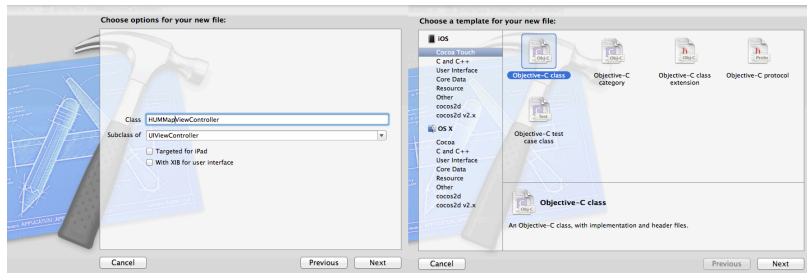 Choose options for your new file:
Class HUMMapViewController
Subclass of UIViewController
Targeted for iPad
With XIB for user interface
Cancel Previous Next
Choose a template for your new file:
iOS
Cocoa Touch
C and C++
User Interface
Core Data
Resource
Other
cocos2d
cocos2d v2.x
OS X
Cocoa
C and C++
User Interface
Core Data
Resource
Other
cocos2d
cocos2d v2.x
Objective-C class
Objective-C
category
Objective-C class
extension
Objective-C protocol
Objective-C test
case class
Objective-C class
An Objective-C class, with implementation and header files.
Cancel Previous Next